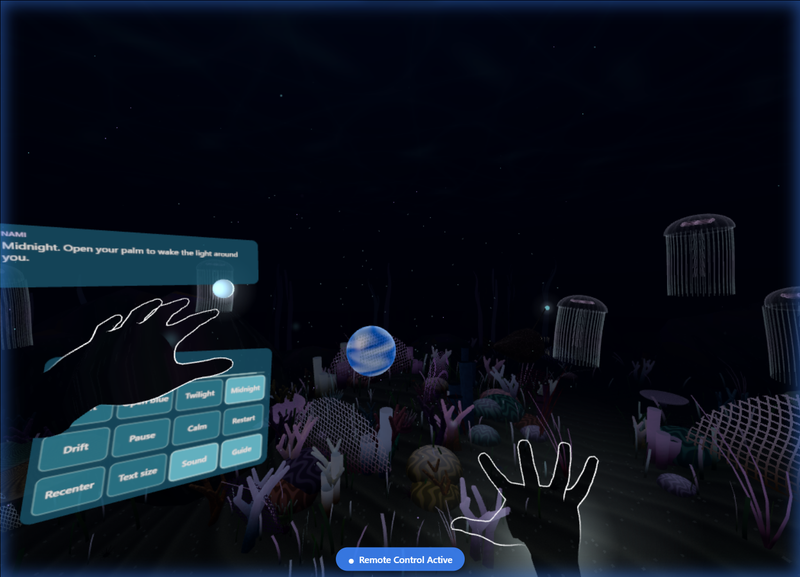 NAMI
Midnight. Open your palm to wake the light around
you.
Twilight
Midnight
Drift
Pause
Calm
Restart
Recenter
Text size
Sound
Guide
Remote Control Active